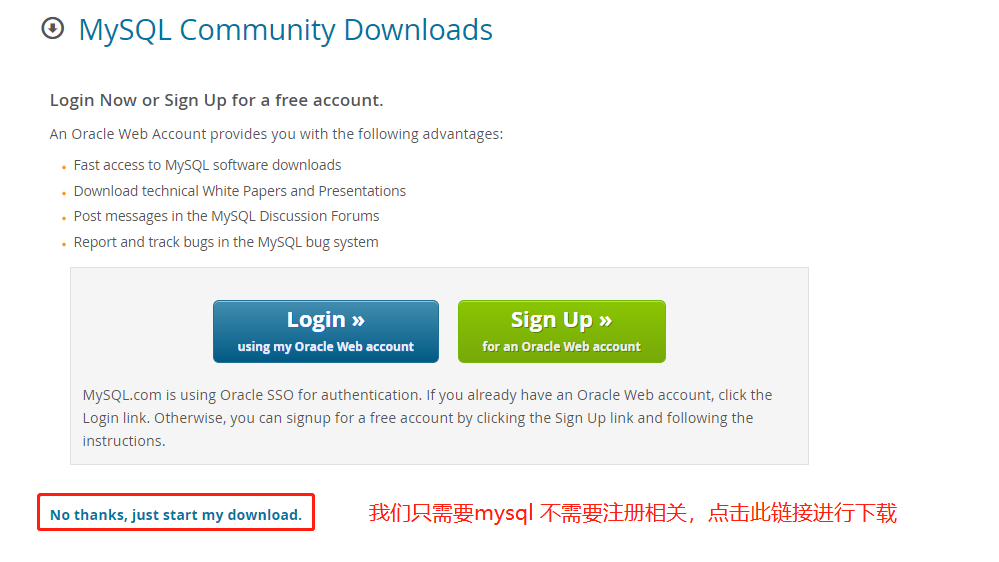 MySQL Community Downloads
Login Now or Sign Up for a free account.
An Oracle Web Account provides you with the following advantages:
Fast access to MySQL software downloads
Download technical White Papers and Presentations
Post messages in the MySQL Discussion Forums
Report and track bugs in the MySQL bug system
Login »
using my Oracle Web account
Sign Up »
for an Oracle Web account
MySQL.com is using Oracle SSO for authentication. If you already have an Oracle Web account, click the
Login link. Otherwise, you can signup for a free account by clicking the Sign Up link and following the
instructions.
No thanks, just start my download.
我们只需要mysql 不需要注册相关，点击此链接进行下载